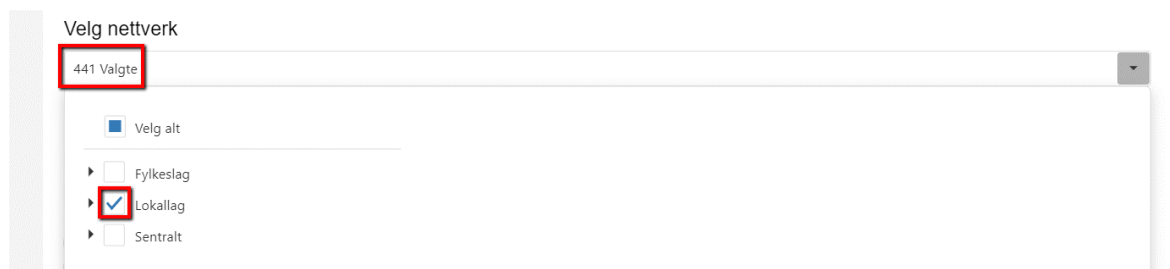 Velg nettverk
441 Valgte
Velg alt
Fylkeslag
Lokallag
Sentralt